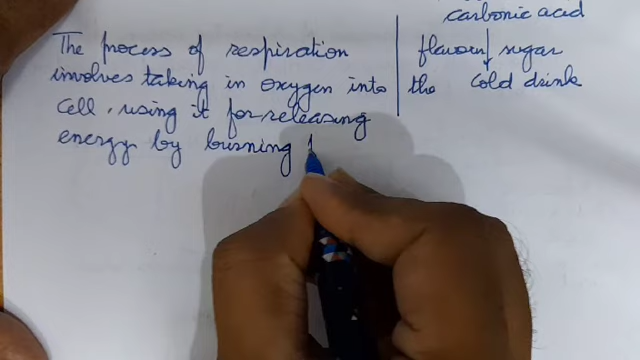 The process of respiration
involves taking in oxygen into the
cell, using it for releasing
energy by burning
carbonic acid
flavour sugar
cold drink